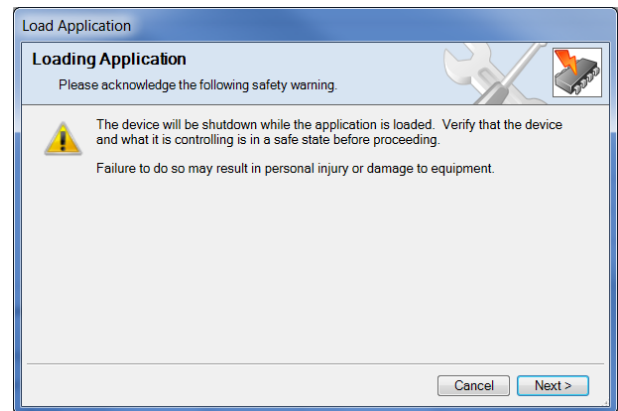 Load Application
Loading Application
Please acknowledge the following safety warning.
The device will be shutdown while the application is loaded.  Verify that the device
and what it is controlling is in a safe state before proceeding.
Failure to do so may result in personal injury or damage to equipment.
Cancel
Next >